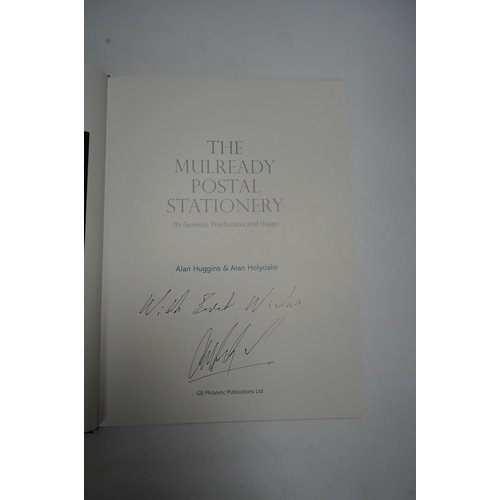 THE
MULREADY
POSTAL
STATIONERY
Its Genesis, Production and Usage
Alan Huggins & Alan Holyoake
With Best Wishes
GB Philatelic Publications Ltd